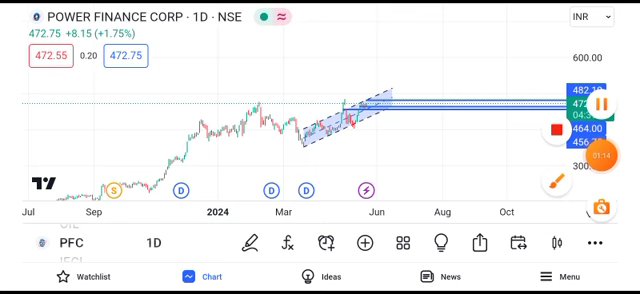 POWER FINANCE CORP · 1D · NSE
INR
472.75 +8.15 (+1.75%)
472.55 0.20 472.75
600.00
482.10
464.00
300
01:14
S D D D
Jul Sep 2024 Mar Jun Aug Oct
PFC 1D
Watchlist Chart Ideas News Menu